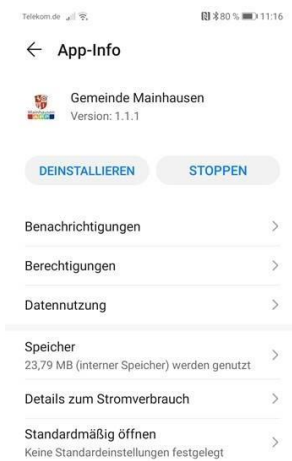 Telekom.de 80 % 11:16
App-Info
Gemeinde Mainhausen
Mainhausen
Version: 1.1.1
DEINSTALLIEREN STOPPEN
Benachrichtigungen
Berechtigungen
Datennutzung
Speicher
23,79 MB (interner Speicher) werden genutzt
Details zum Stromverbrauch
Standardmäßig öffnen
Keine Standardeinstellungen festgelegt